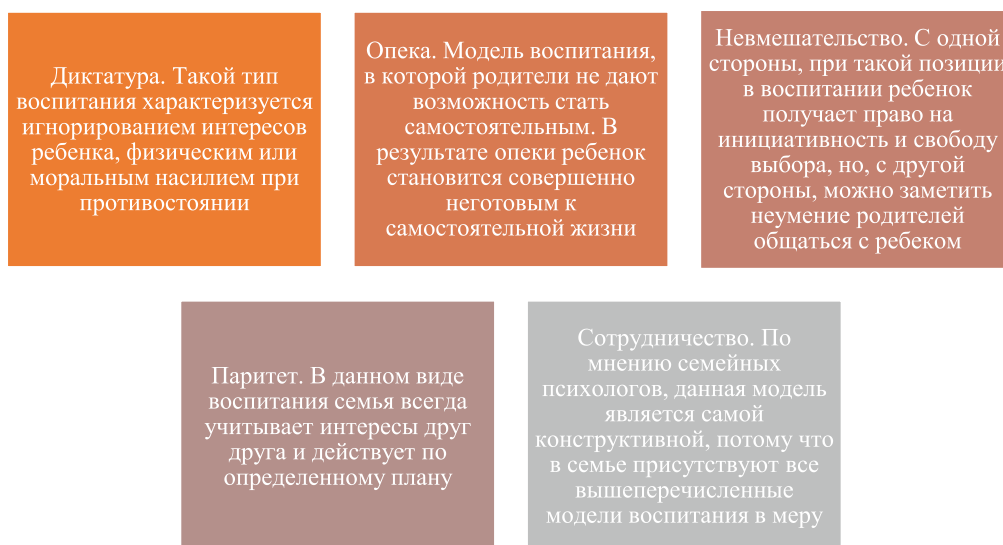 Диктатура. Такой тип
воспитания характеризуется
игнорированием интересов
ребенка, физическим или
моральным насилием при
противостоянии
Опека. Модель воспитания,
в которой родители не дают
возможность стать
самостоятельным. В
результате опеки ребенок
становится совершенно
неготовым к
самостоятельной жизни
Невмешательство. С одной
стороны, при такой позиции
в воспитании ребенок
получает право на
инициативность и свободу
выбора, но, с другой
стороны, можно заметить
неумение родителей
общаться с ребеком
Паритет. В данном виде
воспитания семья всегда
учитывает интересы друг
друга и действует по
определенному плану
Сотрудничество. По
мнению семейных
психологов, данная модель
является самой
конструктивной, потому что
в семье присутствуют все
вышеперечисленные
модели воспитания в меру